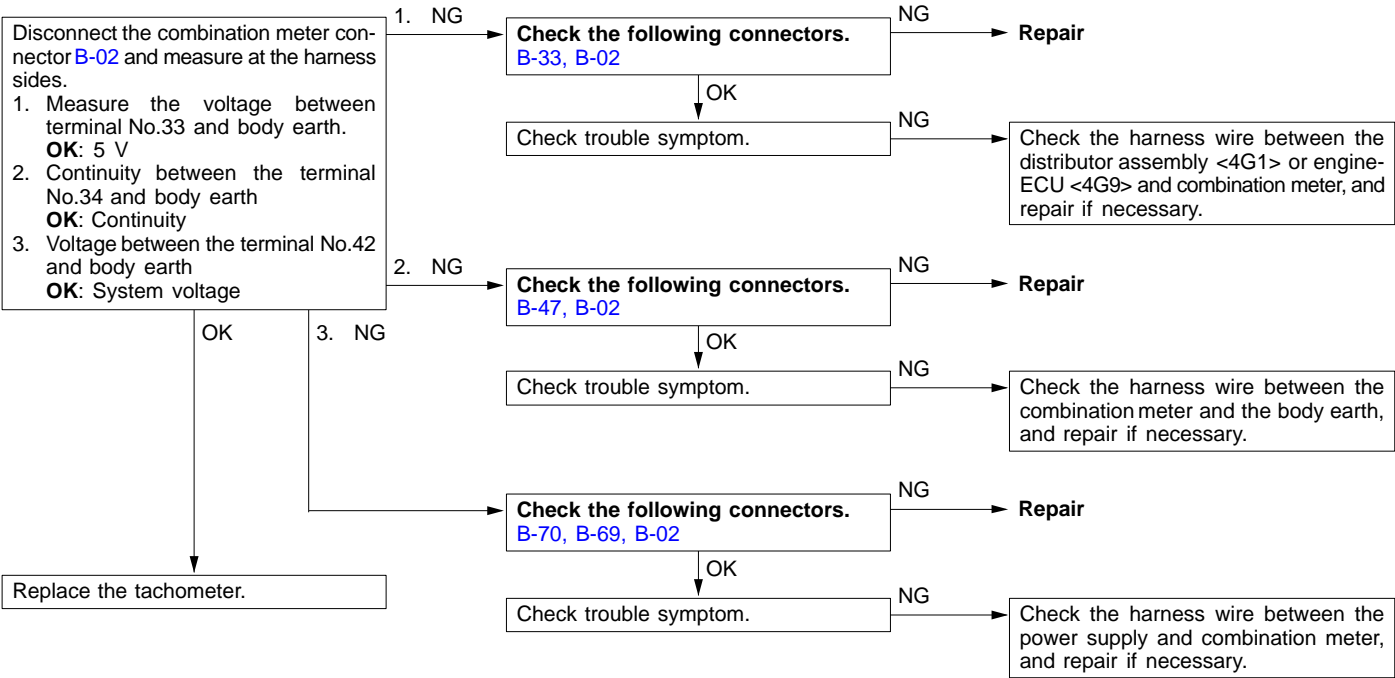 Disconnect the combination meter con-
nector B-02 and measure at the harness
sides.
1. Measure the voltage between
terminal No.33 and body earth.
OK: 5 V
2. Continuity between the terminal
No.34 and body earth
OK: Continuity
3. Voltage between the terminal No.42
and body earth
OK: System voltage
1. NG
Check the following connectors.
B-33, B-02
NG
Repair
OK
Check trouble symptom.
NG
Check the harness wire between the
distributor assembly <4G1> or engine-
ECU <4G9> and combination meter, and
repair if necessary.
2. NG
Check the following connectors.
B-47, B-02
NG
Repair
OK
Check trouble symptom.
NG
Check the harness wire between the
combination meter and the body earth,
and repair if necessary.
OK
3. NG
Check the following connectors.
B-70, B-69, B-02
NG
Repair
OK
Check trouble symptom.
NG
Check the harness wire between the
power supply and combination meter,
and repair if necessary.
Replace the tachometer.